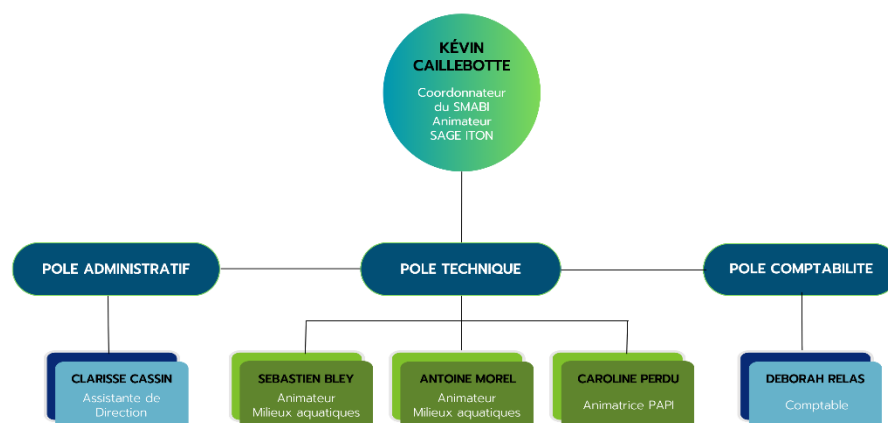 KÉVIN
CAILLEBOTTE
Coordonnateur
du SMABI
Animateur
SAGE ITON
POLE ADMINISTRATIF
POLE TECHNIQUE
POLE COMPTABILITE
CLARISSE CASSIN
Assistante de
Direction
SEBASTIEN BLEY
Animateur
Milieux aquatiques
ANTOINE MOREL
Animateur
Milieux aquatiques
CAROLINE PERDU
Animatrice PAPI
DEBORAH RELAS
Comptable